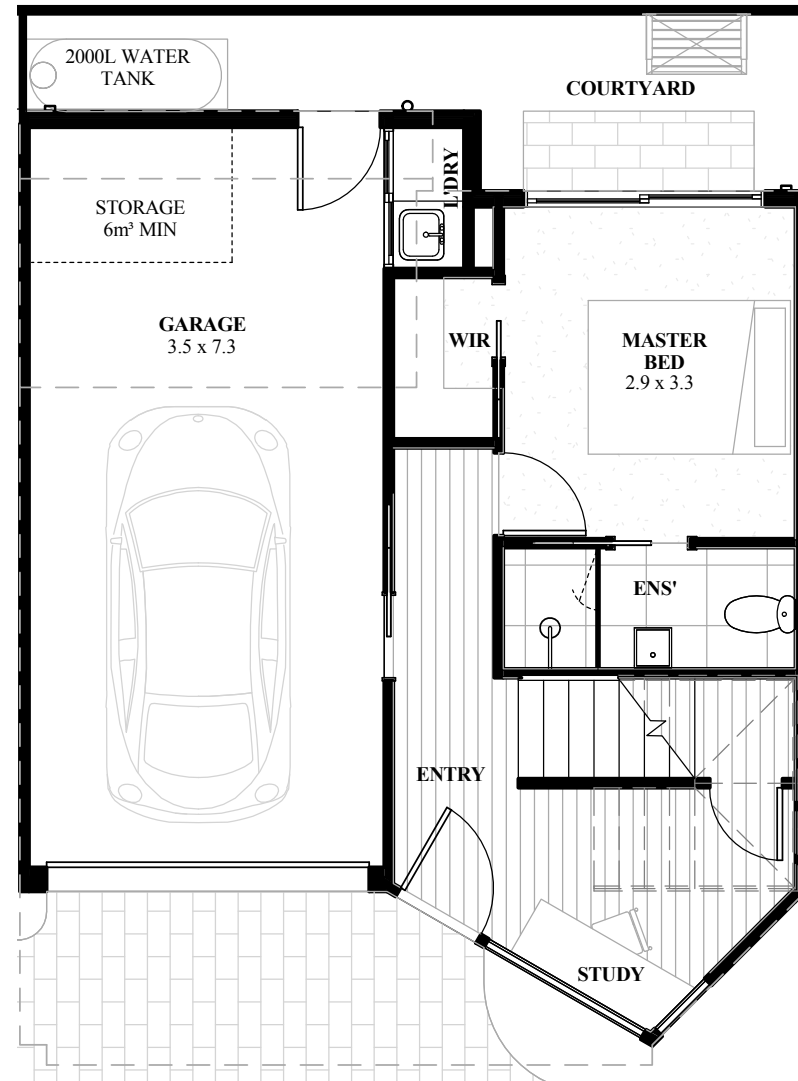 2000L WATER
TANK
COURTYARD
L'DRY
STORAGE
6m³ MIN
GARAGE
3.5 x 7.3
WIR
MASTER
BED
2.9 x 3.3
ENS'
ENTRY
STUDY